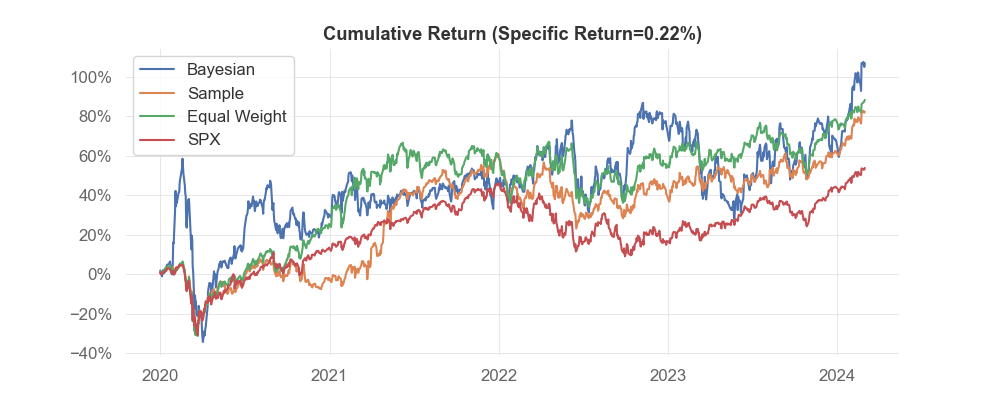 Cumulative Return (Specific Return=0.22%)
Bayesian
Sample
Equal Weight
SPX
100%
80%
60%
40%
20%
0%
−20%
−40%
2020 2021 2022 2023 2024